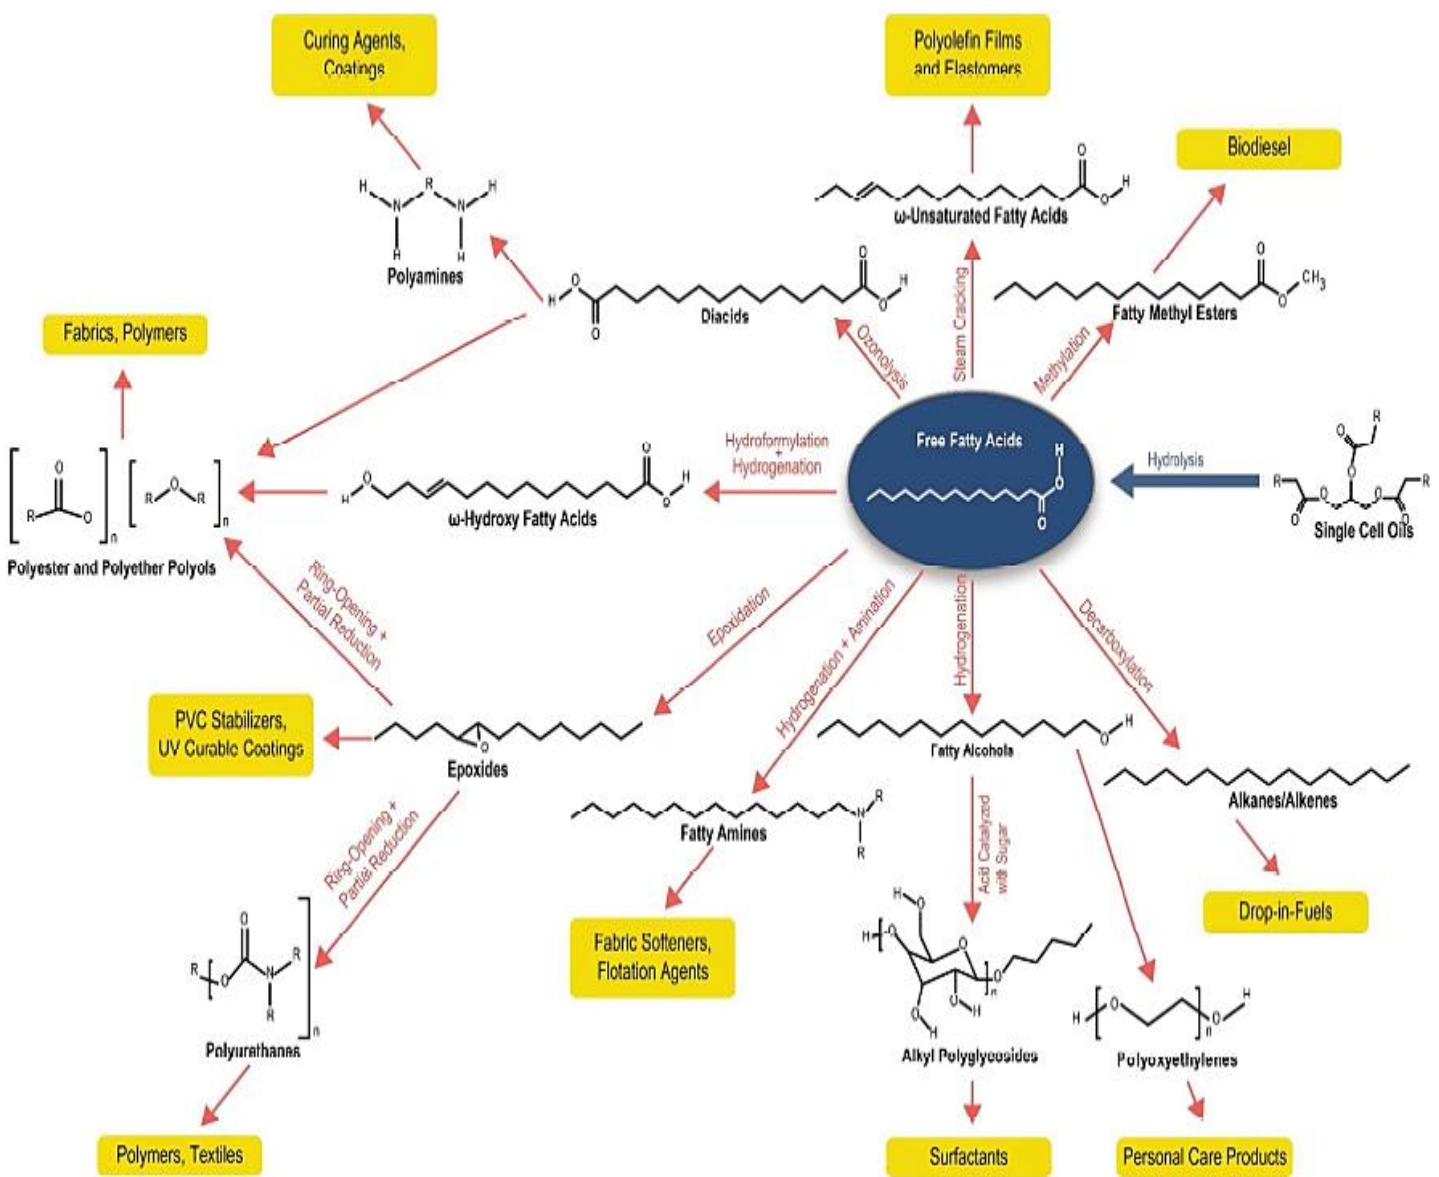 Curing Agents,
Coatings
Polyolefin Films
and Elastomers
Biodiesel
H
R
H
N
N
H
H
Polyamines
O
H
O
ω-Unsaturated Fatty Acids
O
CH3
O
Fatty Methyl Esters
H
O
O
O
H
O
Diacids
Fabrics, Polymers
Ozonolysis
Steam Cracking
Methylation
O
R
O
n
R
O
R
n
Polyester and Polyether Polyols
H
O
O
H
O
ω-Hydroxy Fatty Acids
Hydroformylation
+
Hydrogenation
Free Fatty Acids
H
O
O
Hydrolysis
R
O
O
R
O
O
O
R
O
Single Cell Oils
Ring-Opening +
Partial Reduction
Epoxidation
Hydrogenation + Amination
Hydrogenation
Decarboxylation
PVC Stabilizers,
UV Curable Coatings
O
Epoxides
H
O
Fatty Alcohols
Alkanes/Alkenes
R
N
R
Fatty Amines
Ring-Opening +
Partial Reduction
Acid Catalyzed
with Sugar
Drop-in-Fuels
Fabric Softeners,
Flotation Agents
O
R
O
N
R
R
n
Polyurethanes
H
O
H
O
O
O
n
O
H
O
H
Alkyl Polyglycosides
H
O
n
O
H
Polyoxyethylenes
Polymers, Textiles
Surfactants
Personal Care Products